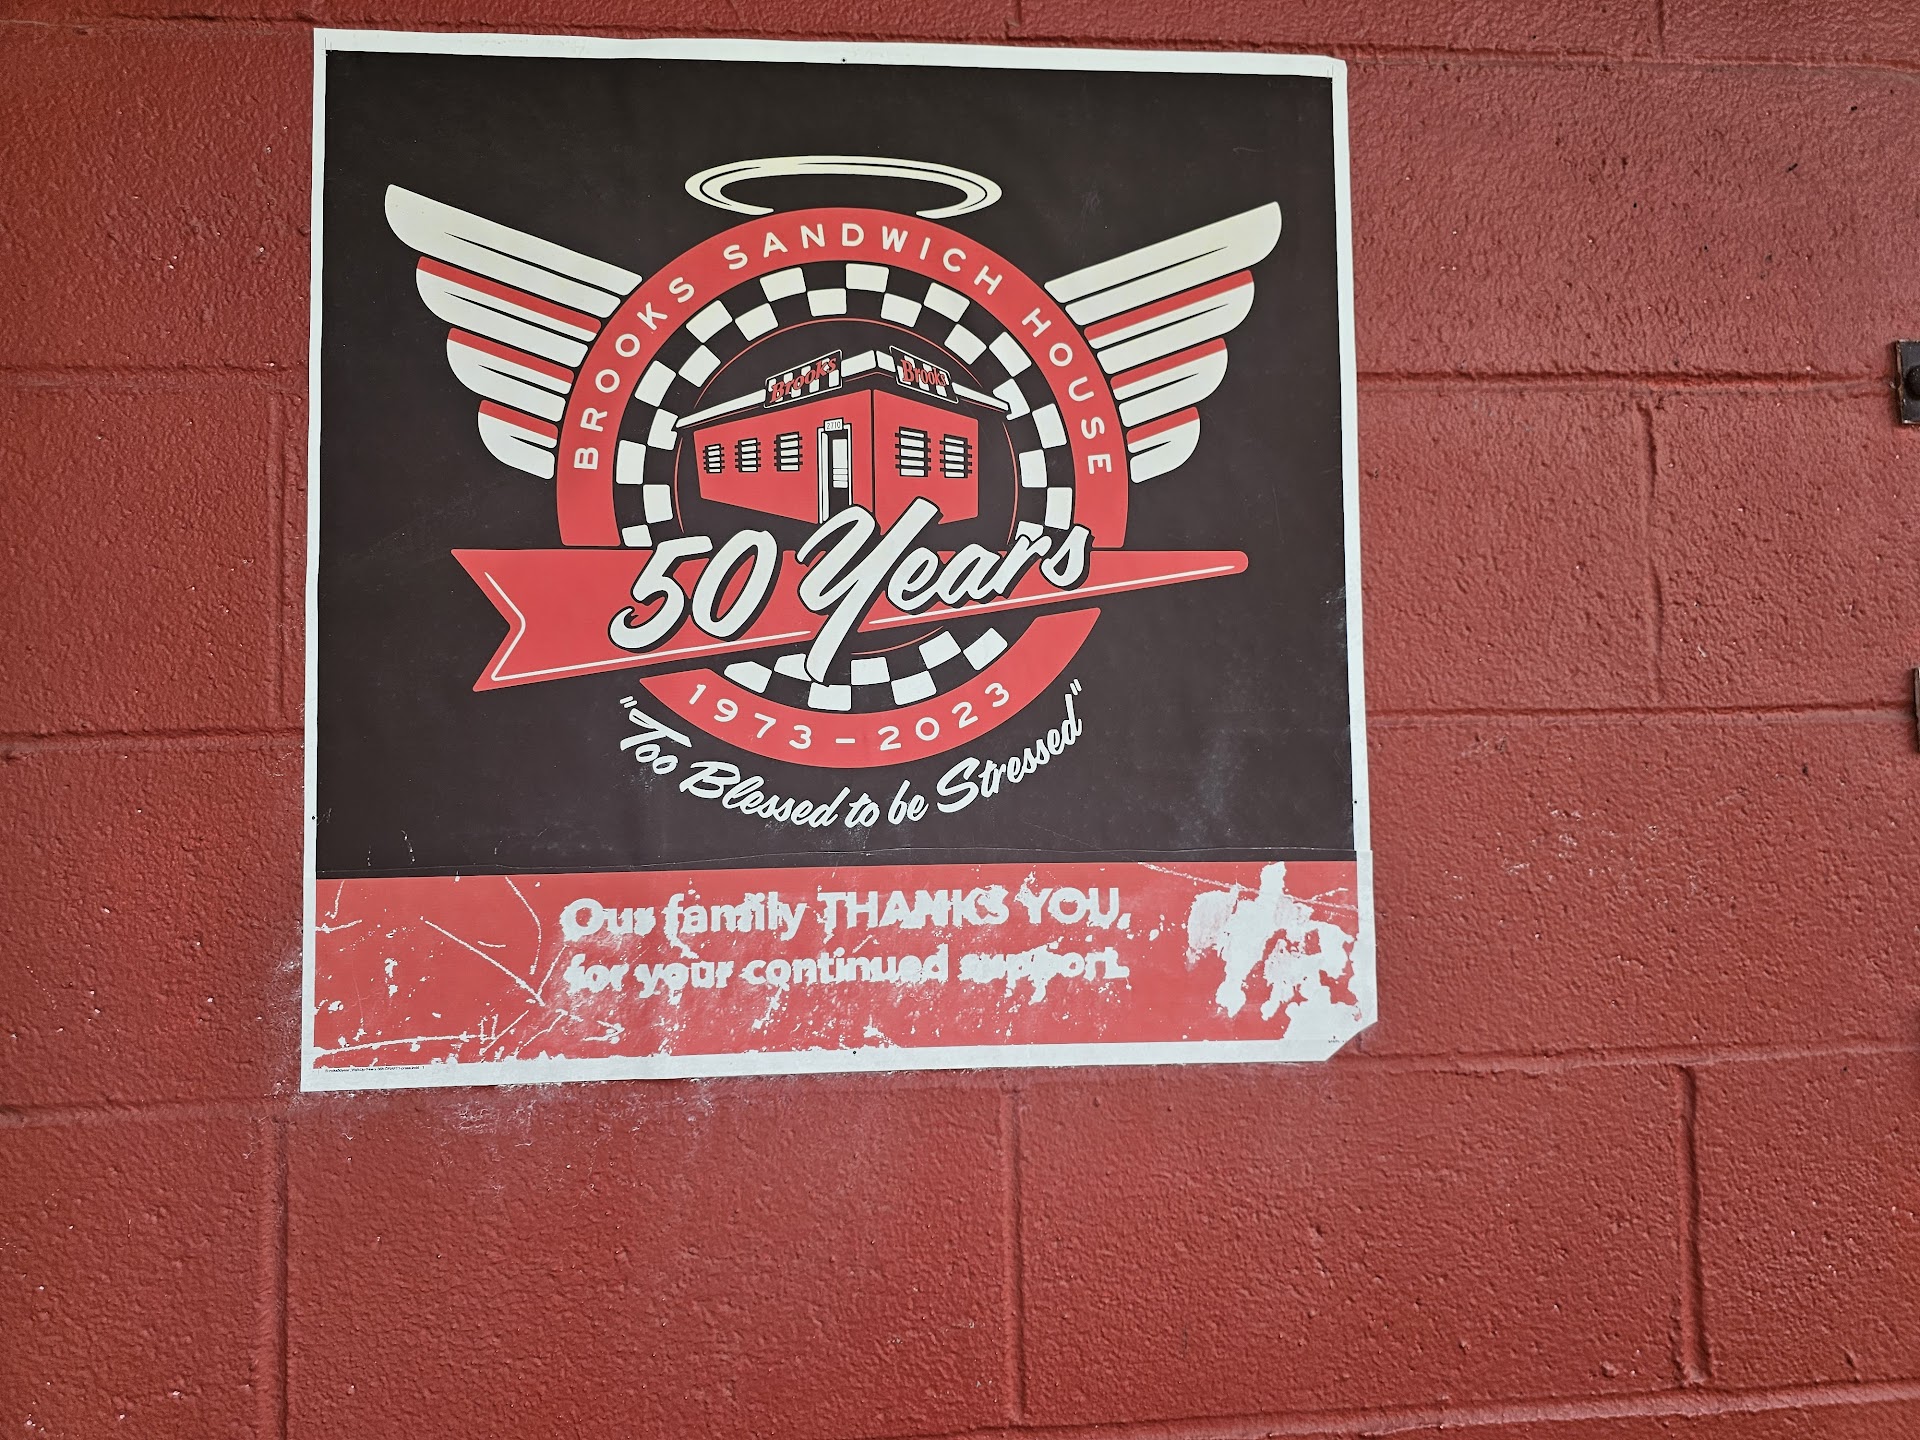 BROOKS SANDWICH HOUSE
Brooks Brooks
2710
50 Years
1973 - 2023
"Too Blessed to be Stressed"
Our family THANKS YOU,
for your continued support.